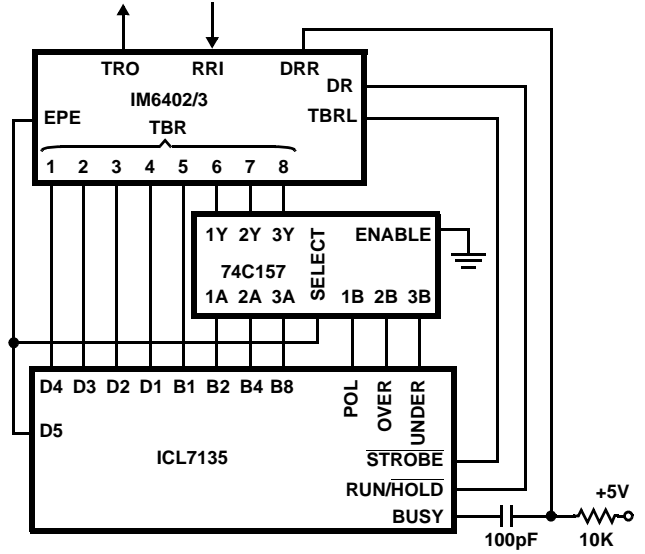 TRO RRI DRR
DR
IM6402/3
TBRL
EPE
TBR
1 2 3 4 5 6 7 8
1Y 2Y 3Y SELECT ENABLE
74C157
1A 2A 3A 1B 2B 3B
D4 D3 D2 D1 B1 B2 B4 B8 POL OVER UNDER
D5
ICL7135
STROBE
RUN/HOLD
+5V
BUSY
100pF 10K